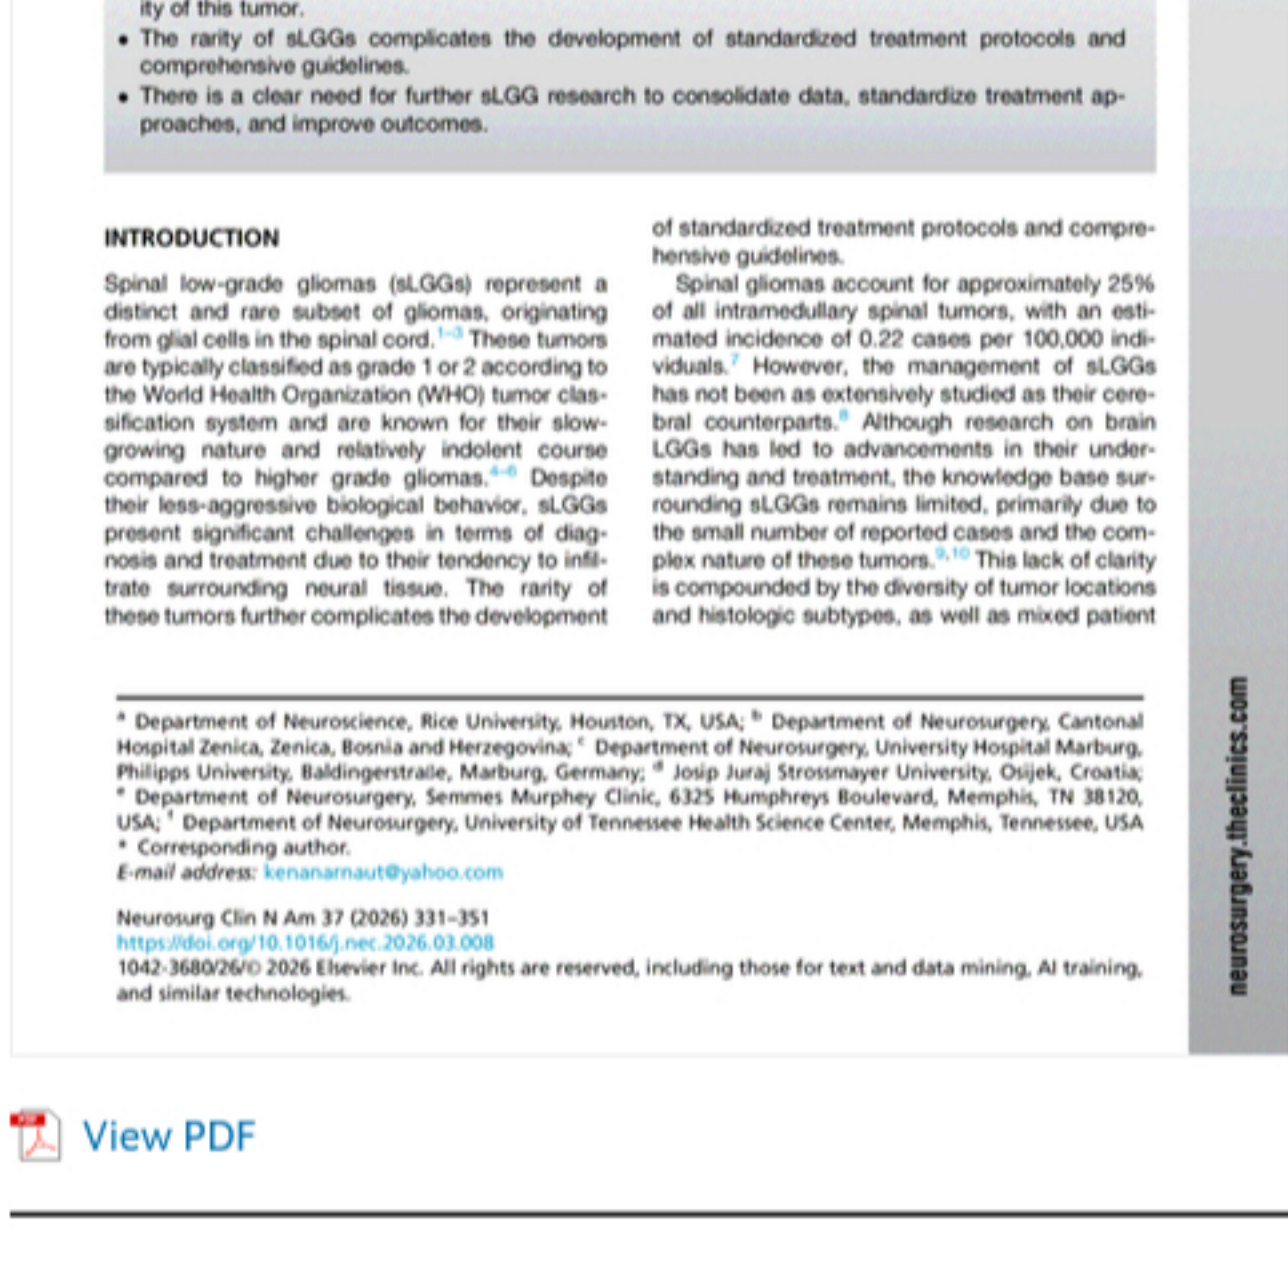 ity of this tumor.
• The rarity of sLGGs complicates the development of standardized treatment protocols and
comprehensive guidelines.
• There is a clear need for further sLGG research to consolidate data, standardize treatment ap-
proaches, and improve outcomes.
INTRODUCTION
Spinal low-grade gliomas (sLGGs) represent a
distinct and rare subset of gliomas, originating
from glial cells in the spinal cord.1–3 These tumors
are typically classified as grade 1 or 2 according to
the World Health Organization (WHO) tumor clas-
sification system and are known for their slow-
growing nature and relatively indolent course
compared to higher grade gliomas.4–6 Despite
their less-aggressive biological behavior, sLGGs
present significant challenges in terms of diag-
nosis and treatment due to their tendency to infil-
trate surrounding neural tissue. The rarity of
these tumors further complicates the development
of standardized treatment protocols and compre-
hensive guidelines.
Spinal gliomas account for approximately 25%
of all intramedullary spinal tumors, with an esti-
mated incidence of 0.22 cases per 100,000 indi-
viduals.7 However, the management of sLGGs
has not been as extensively studied as their cere-
bral counterparts.8 Although research on brain
LGGs has led to advancements in their under-
standing and treatment, the knowledge base sur-
rounding sLGGs remains limited, primarily due to
the small number of reported cases and the com-
plex nature of these tumors.9,10 This lack of clarity
is compounded by the diversity of tumor locations
and histologic subtypes, as well as mixed patient
a Department of Neuroscience, Rice University, Houston, TX, USA; b Department of Neurosurgery, Cantonal
Hospital Zenica, Zenica, Bosnia and Herzegovina; c Department of Neurosurgery, University Hospital Marburg,
Philipps University, Baldingerstraße, Marburg, Germany; d Josip Juraj Strossmayer University, Osijek, Croatia;
e Department of Neurosurgery, Semmes Murphey Clinic, 6325 Humphreys Boulevard, Memphis, TN 38120,
USA; f Department of Neurosurgery, University of Tennessee Health Science Center, Memphis, Tennessee, USA
* Corresponding author.
E-mail address: kenanarnaut@yahoo.com
Neurosurg Clin N Am 37 (2026) 331–351
https://doi.org/10.1016/j.nec.2026.03.008
1042-3680/26/© 2026 Elsevier Inc. All rights are reserved, including those for text and data mining, AI training,
and similar technologies.
neurosurgery.theclinics.com
View PDF